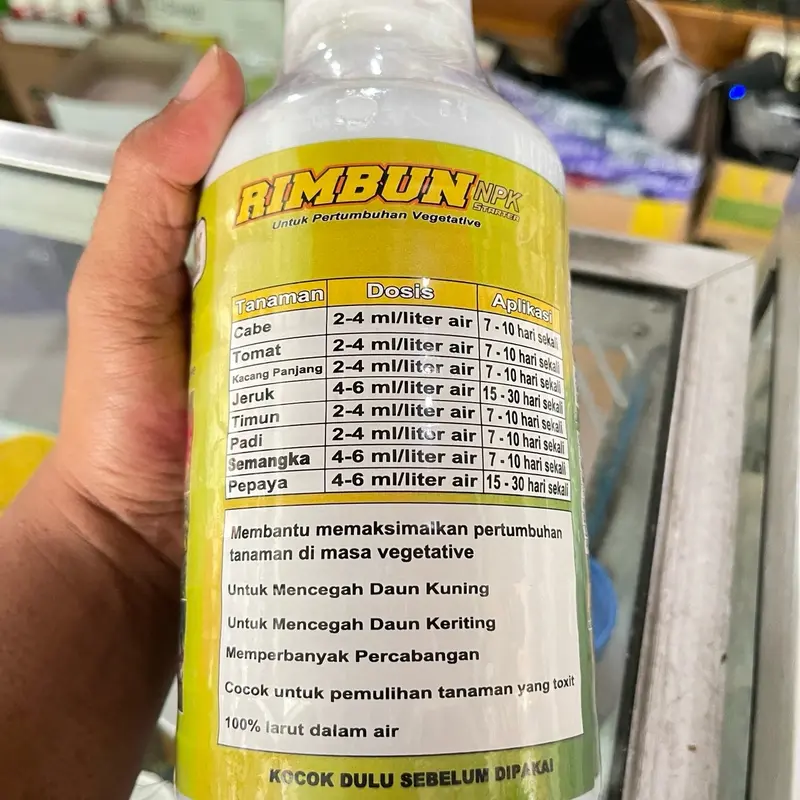 RIMBUN NPK
STARTER
Untuk Pertumbuhan Vegetative
Tanaman Dosis Aplikasi
Cabe 2-4 ml/liter air 7 - 10 hari sekali
Tomat 2-4 ml/liter air 7 - 10 hari sekali
Kacang Panjang 2-4 ml/liter air 7 - 10 hari sekali
Jeruk 4-6 ml/liter air 15 - 30 hari sekali
Timun 2-4 ml/liter air 7 - 10 hari sekali
Padi 2-4 ml/liter air 7 - 10 hari sekali
Semangka 4-6 ml/liter air 7 - 10 hari sekali
Pepaya 4-6 ml/liter air 15 - 30 hari sekali
Membantu memaksimalkan pertumbuhan
tanaman di masa vegetative
Untuk Mencegah Daun Kuning
Untuk Mencegah Daun Keriting
Memperbanyak Percabangan
Cocok untuk pemulihan tanaman yang toxit
100% larut dalam air
KOCOK DULU SEBELUM DIPAKAI